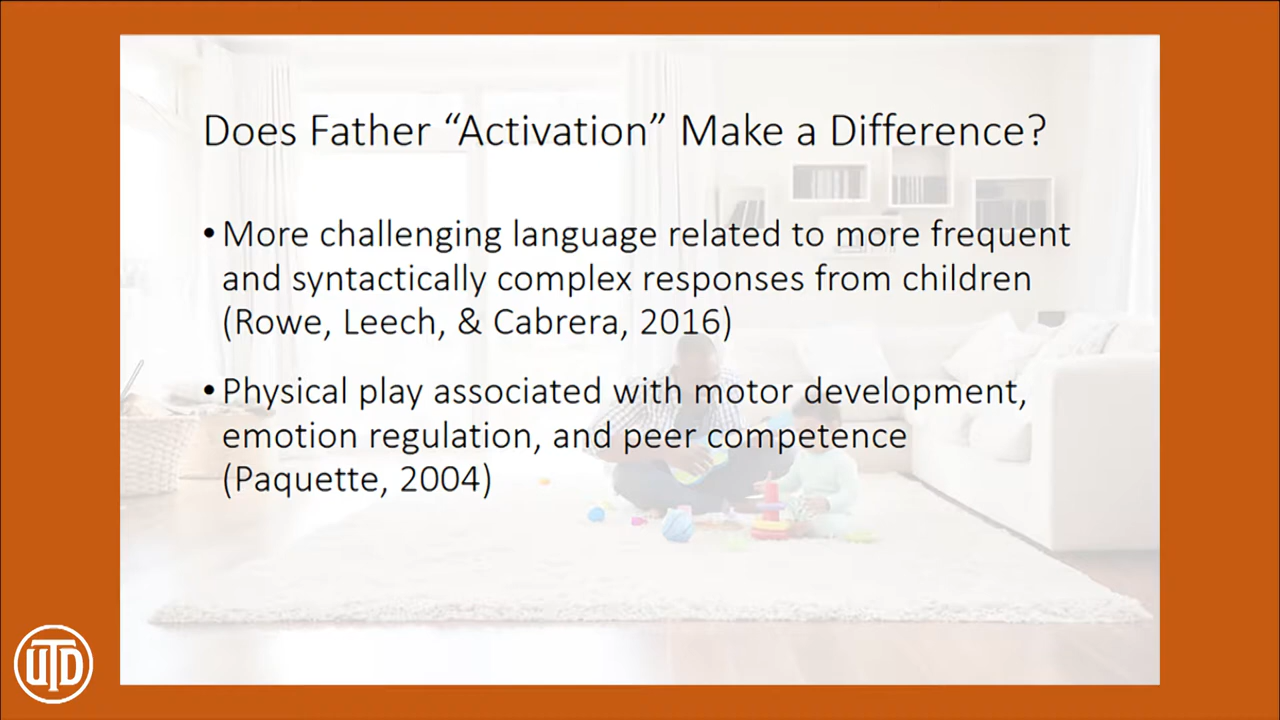 Does Father “Activation” Make a Difference?
• More challenging language related to more frequent
and syntactically complex responses from children
(Rowe, Leech, & Cabrera, 2016)
• Physical play associated with motor development,
emotion regulation, and peer competence
(Paquette, 2004)
UTD